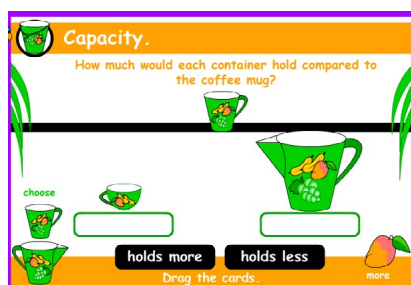 Capacity.
How much would each container hold compared to
the coffee mug?
choose
holds more
holds less
Drag the cards.
more